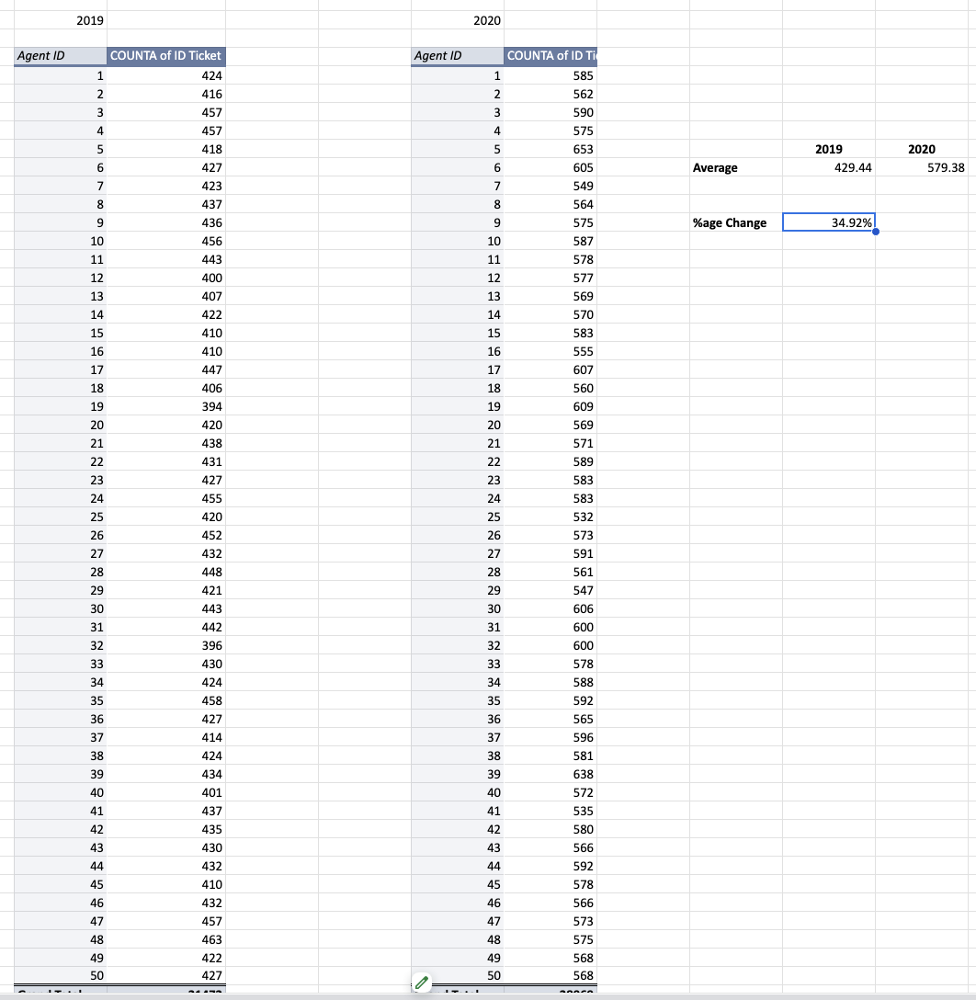 2019 2020
Agent ID COUNTA of ID Ticket Agent ID COUNTA of ID Ti
1 424 1 585
2 416 2 562
3 457 3 590
4 457 4 575
5 418 5 653 2019 2020
6 427 6 605 Average 429.44 579.38
7 423 7 549
8 437 8 564
9 436 9 575 %age Change 34.92%
10 456 10 587
11 443 11 578
12 400 12 577
13 407 13 569
14 422 14 570
15 410 15 583
16 410 16 555
17 447 17 607
18 406 18 560
19 394 19 609
20 420 20 569
21 438 21 571
22 431 22 589
23 427 23 583
24 455 24 583
25 420 25 532
26 452 26 573
27 432 27 591
28 448 28 561
29 421 29 547
30 443 30 606
31 442 31 600
32 396 32 600
33 430 33 578
34 424 34 588
35 458 35 592
36 427 36 565
37 414 37 596
38 424 38 581
39 434 39 638
40 401 40 572
41 437 41 535
42 435 42 580
43 430 43 566
44 432 44 592
45 410 45 578
46 432 46 566
47 457 47 573
48 463 48 575
49 422 49 568
50 427 50 568